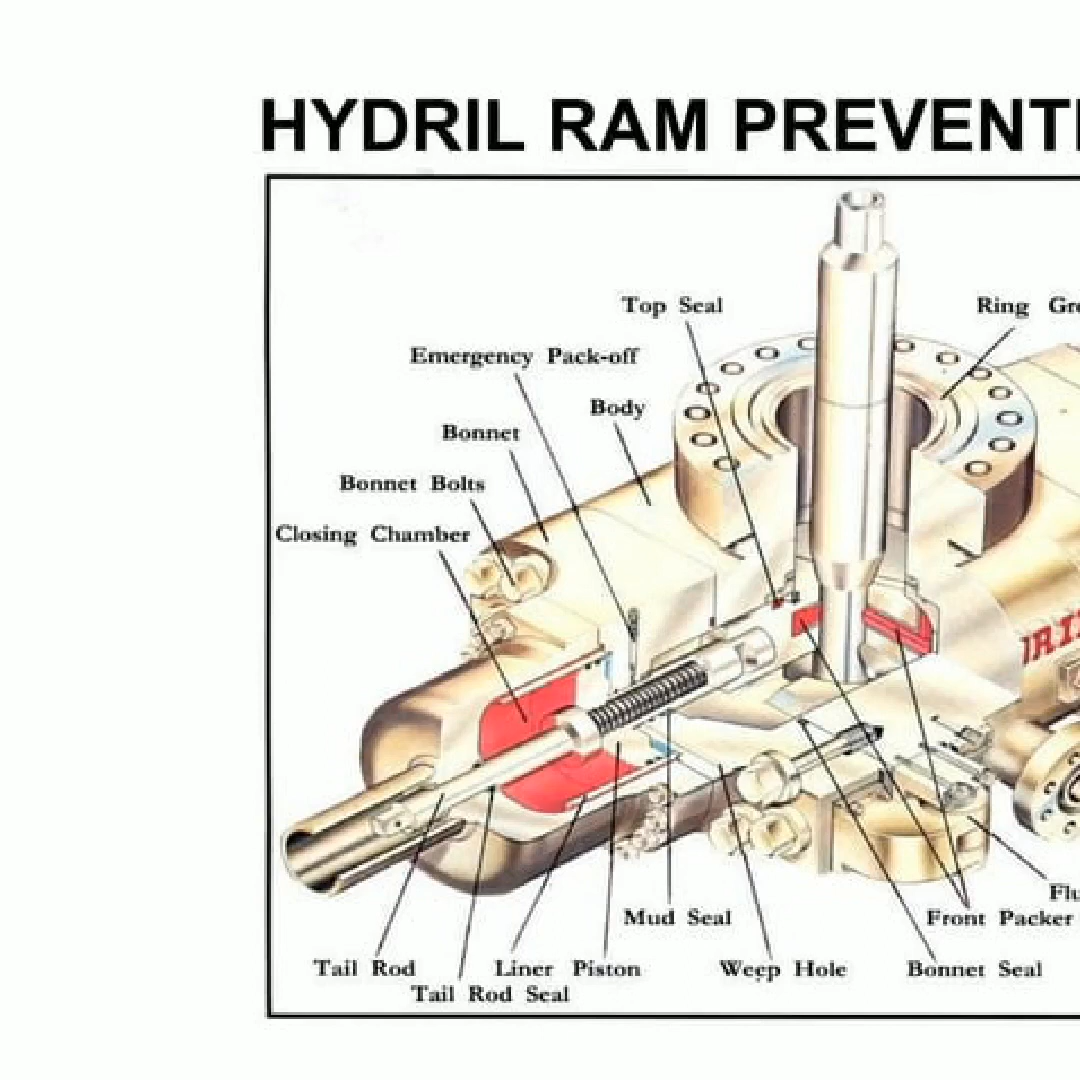 HYDRIL RAM PREVENT
Top Seal
Ring
Emergency Pack-off
Body
Bonnet
Bonnet Bolts
Closing Chamber
Mud Seal
Front Packer
Tail Rod
Liner Piston
Weep Hole
Bonnet Seal
Tail Rod Seal